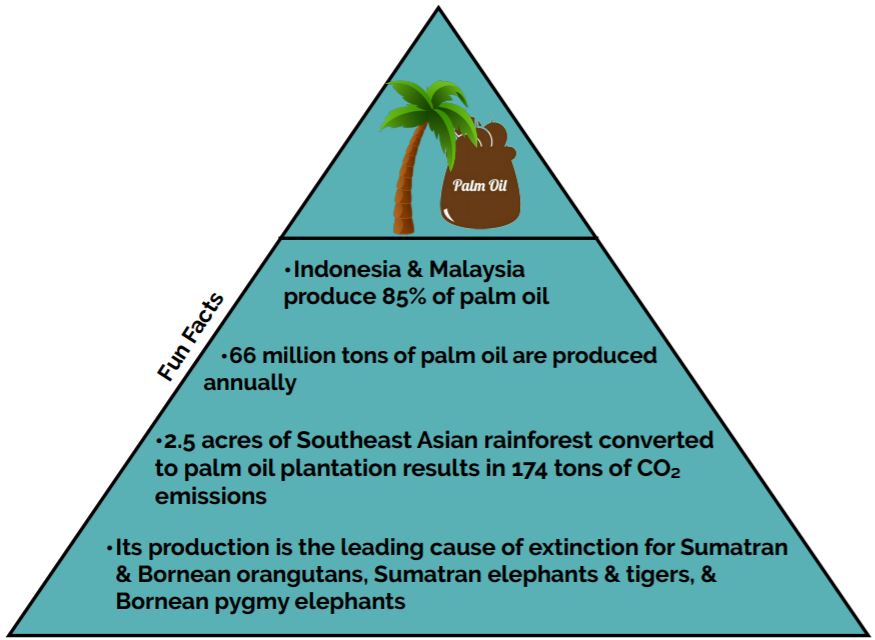 Palm Oil
Fun Facts
•Indonesia & Malaysia
produce 85% of palm oil
•66 million tons of palm oil are produced
annually
•2.5 acres of Southeast Asian rainforest converted
to palm oil plantation results in 174 tons of CO₂
emissions
•Its production is the leading cause of extinction for Sumatran
& Bornean orangutans, Sumatran elephants & tigers, &
Bornean pygmy elephants